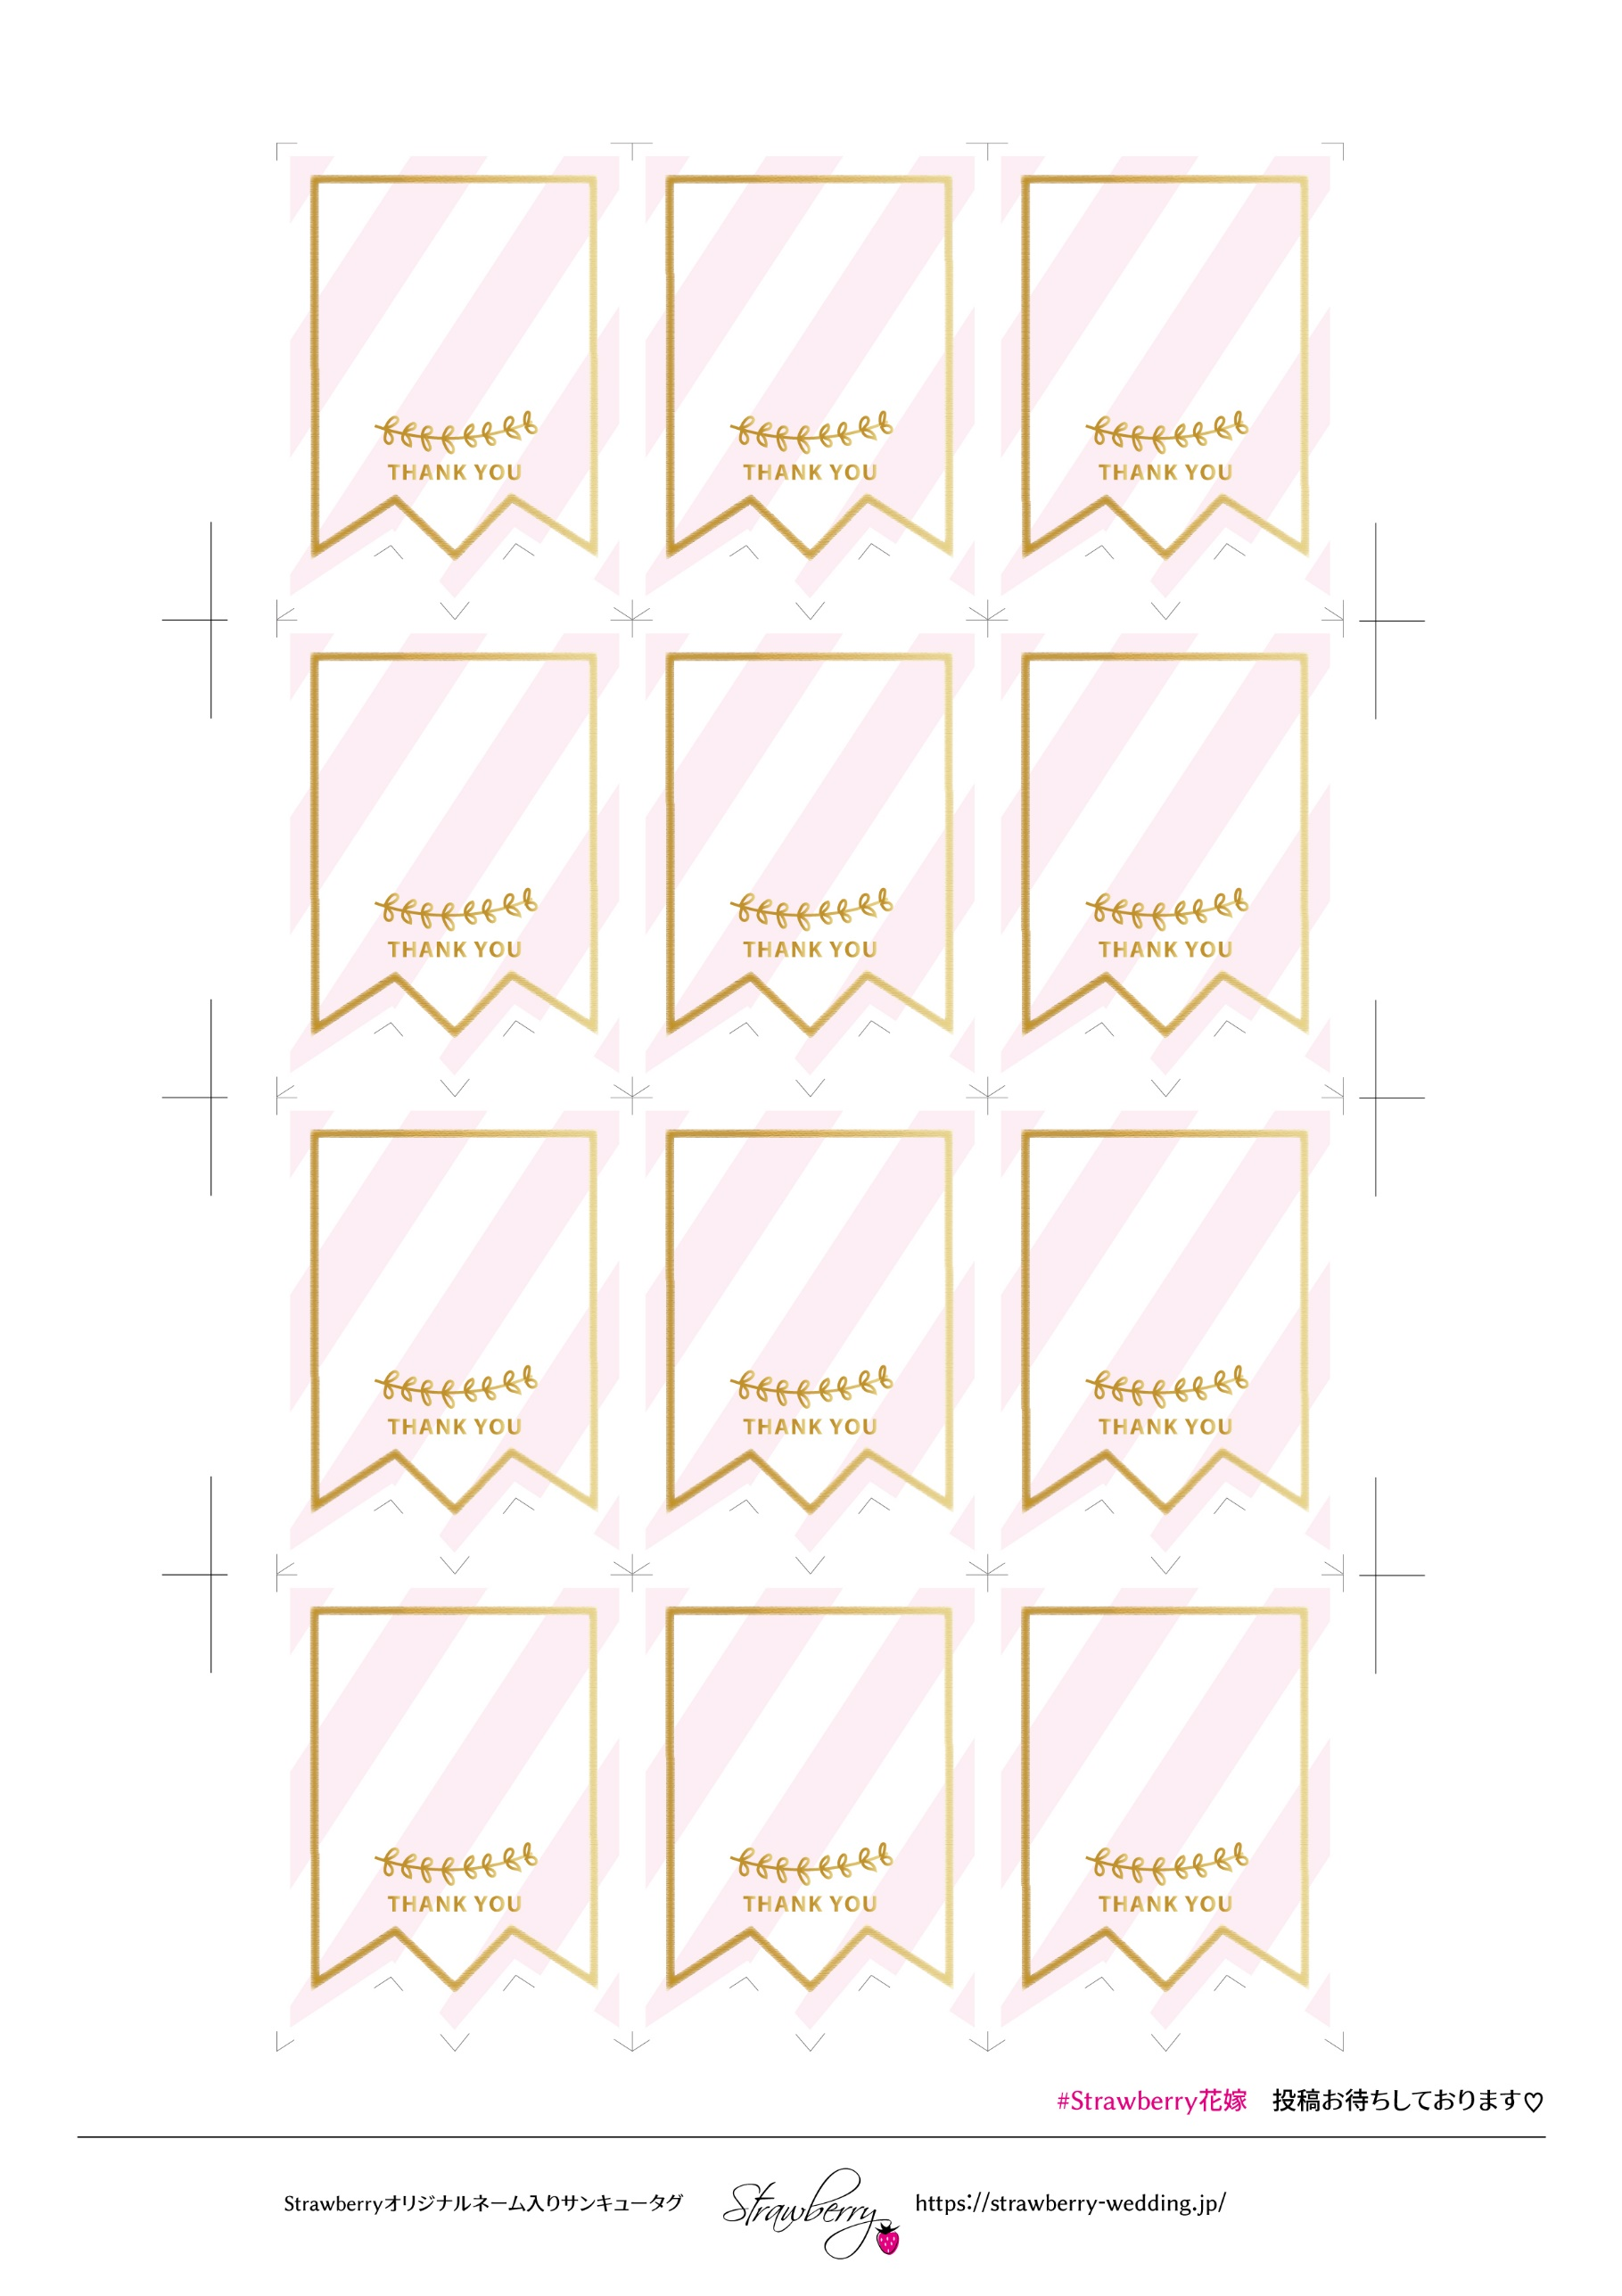 THANK YOU
THANK YOU
THANK YOU
THANK YOU
THANK YOU
THANK YOU
THANK YOU
THANK YOU
THANK YOU
THANK YOU
THANK YOU
THANK YOU
#Strawberry花嫁 投稿お待ちしております♡
Strawberryオリジナルネーム入りサンキュータグ
Strawberry
https://strawberry-wedding.jp/